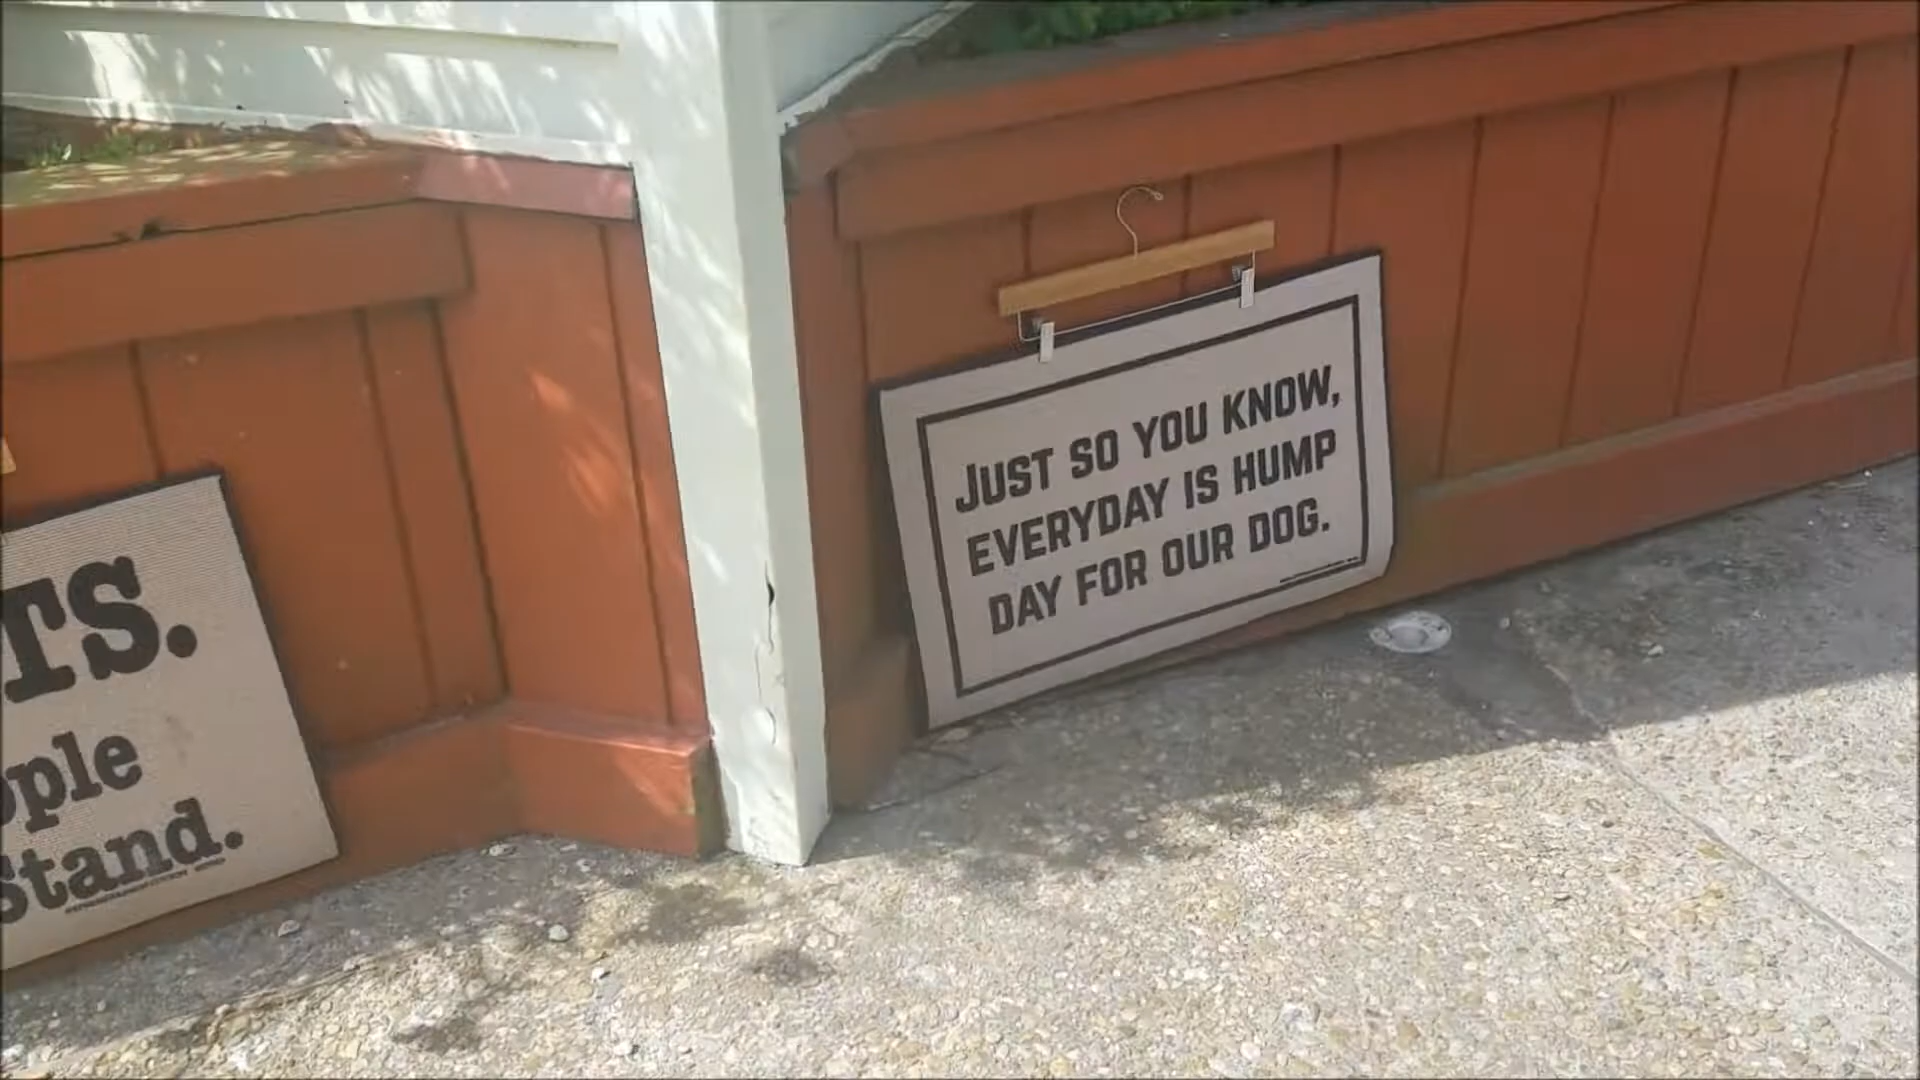 TS.
ople
Stand.
JUST SO YOU KNOW,
EVERYDAY IS HUMP
DAY FOR OUR DOG.